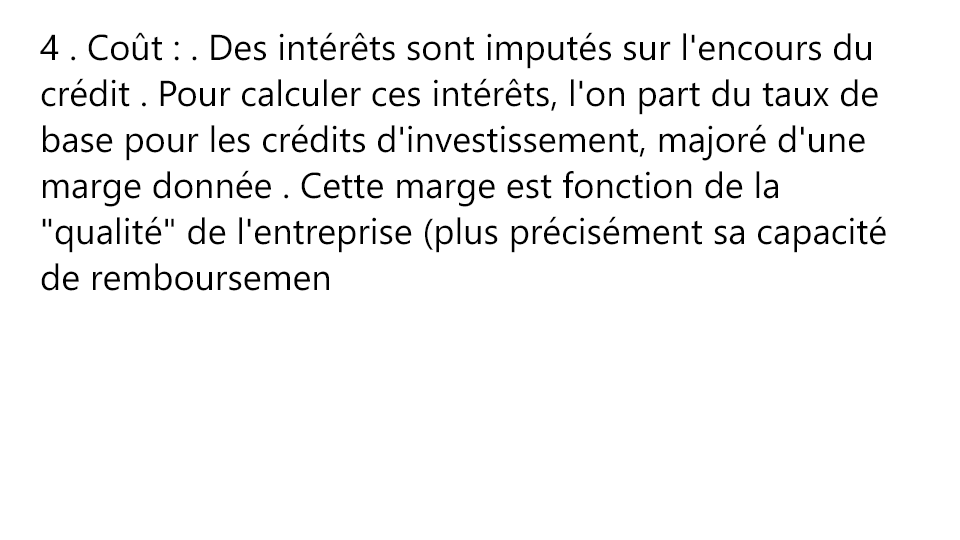 4 . Coût : . Des intérêts sont imputés sur l'encours du
crédit . Pour calculer ces intérêts, l'on part du taux de
base pour les crédits d'investissement, majoré d'une
marge donnée . Cette marge est fonction de la
"qualité" de l'entreprise (plus précisément sa capacité
de remboursemen